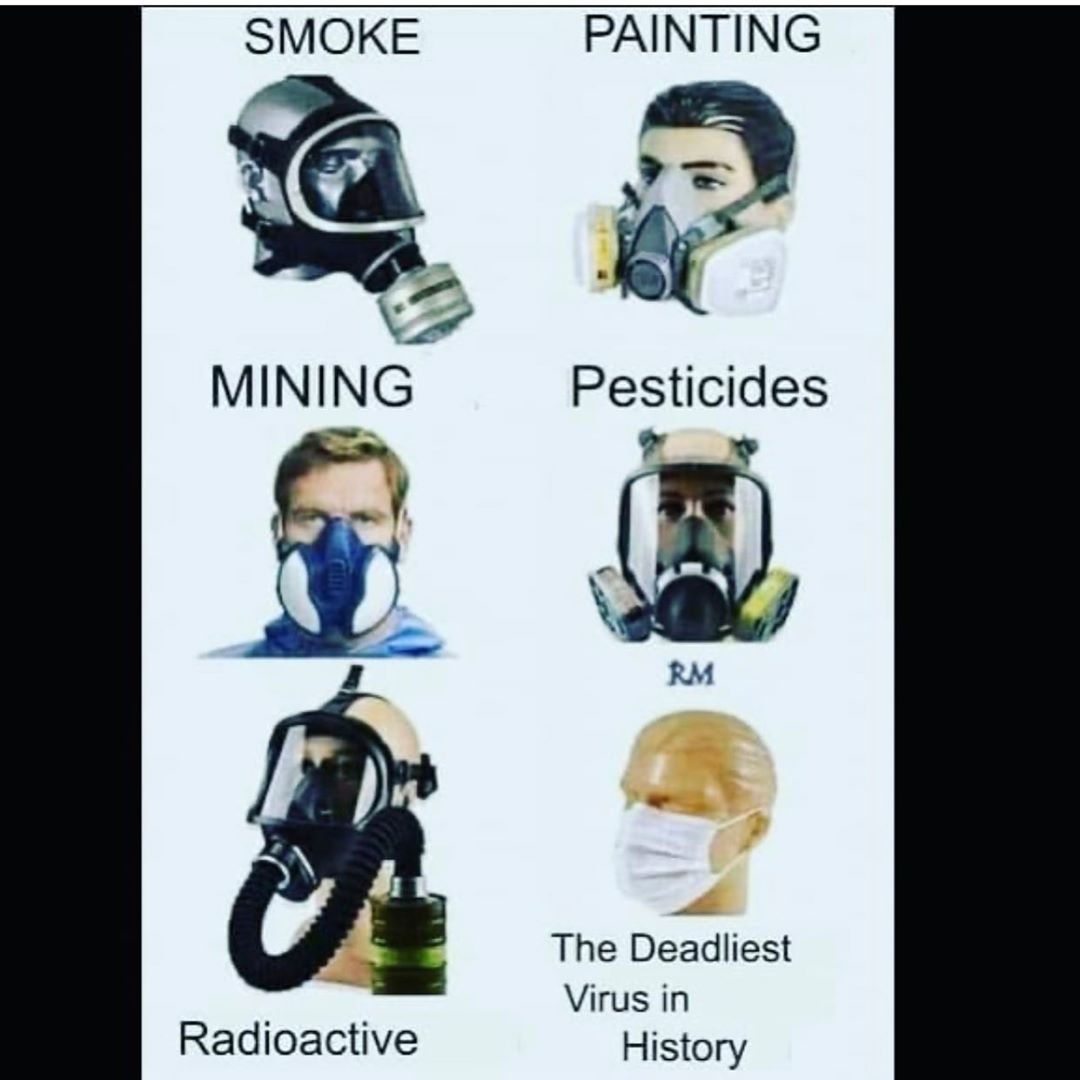 SMOKE
PAINTING
MINING
Pesticides
RM
Radioactive
The Deadliest
Virus in
History